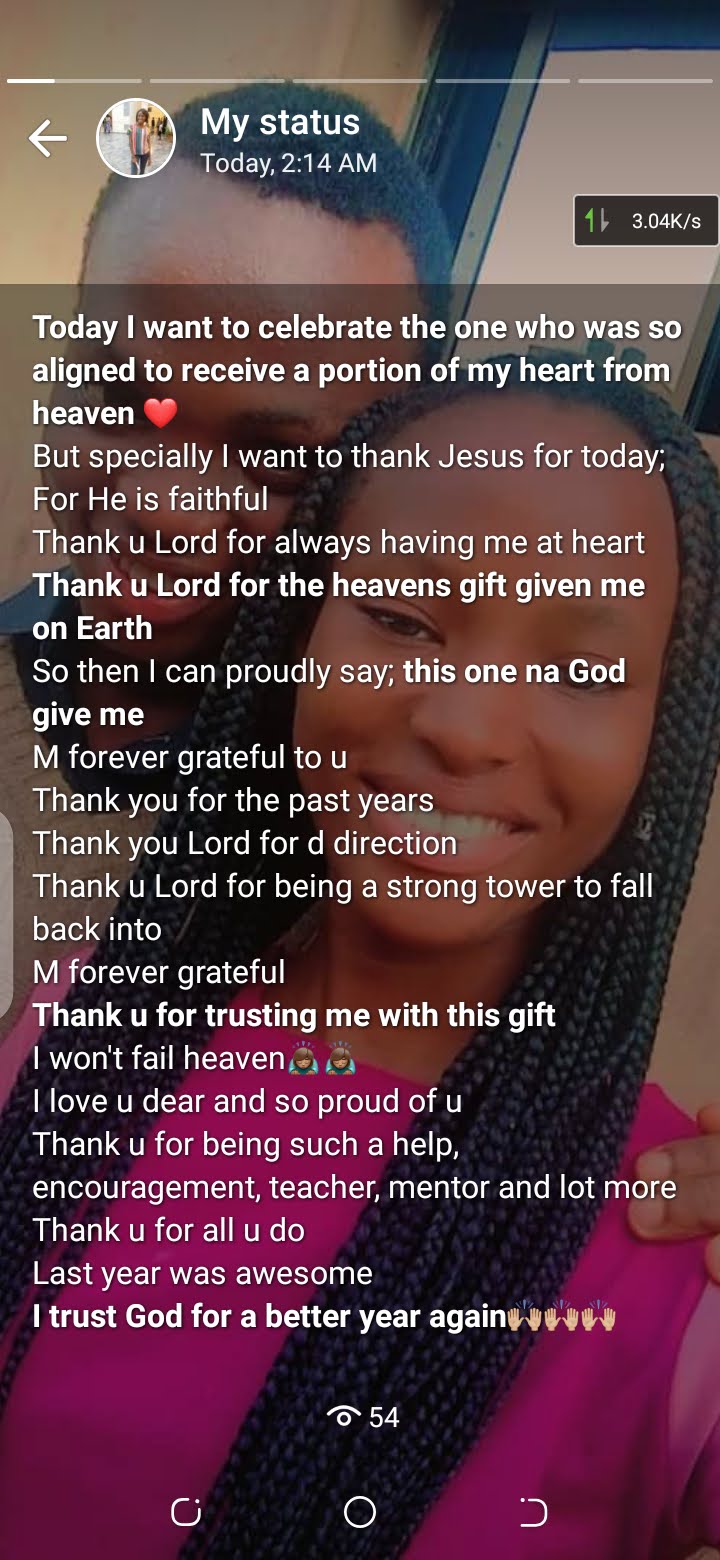 My status
Today, 2:14 AM
3.04K/s
Today I want to celebrate the one who was so
aligned to receive a portion of my heart from
heaven ❤️
But specially I want to thank Jesus for today;
For He is faithful
Thank u Lord for always having me at heart
Thank u Lord for the heavens gift given me
on Earth
So then I can proudly say; this one na God
give me
M forever grateful to u
Thank you for the past years
Thank you Lord for d direction
Thank u Lord for being a strong tower to fall
back into
M forever grateful
Thank u for trusting me with this gift
I won't fail heaven🙇🏽‍♀️🙇🏽‍♀️
I love u dear and so proud of u
Thank u for being such a help,
encouragement, teacher, mentor and lot more
Thank u for all u do
Last year was awesome
I trust God for a better year again🙌🏼🙌🏼🙌🏼
54